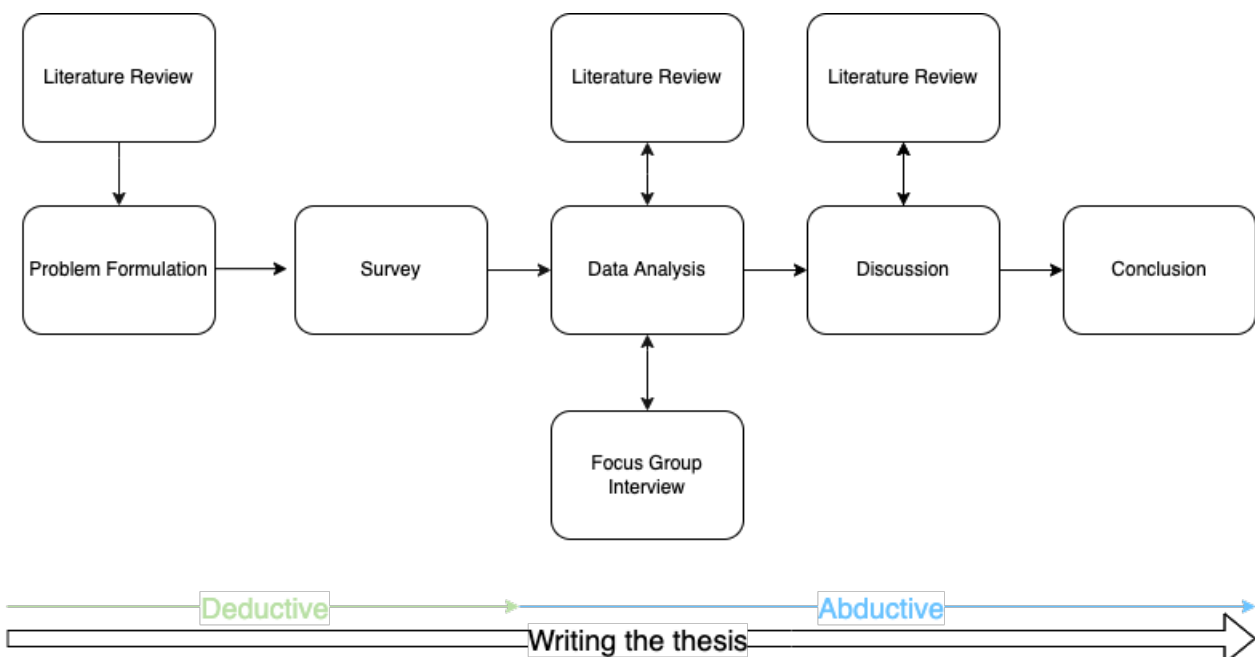 Literature Review
Literature Review
Literature Review
Problem Formulation
Survey
Data Analysis
Discussion
Conclusion
Focus Group
Interview
Deductive
Abductive
Writing the thesis